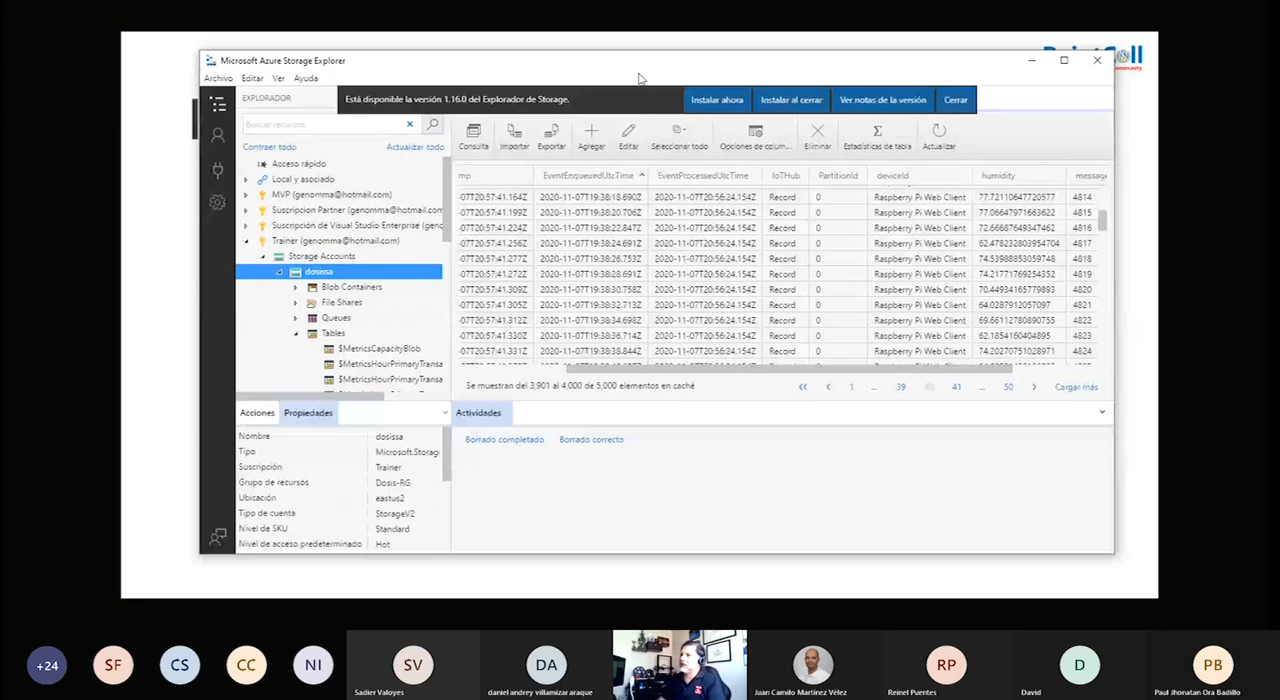 Microsoft Azure Storage Explorer
Archivo Editar Ver Ayuda
EXPLORADOR
Está disponible la versión 1.16.0 del Explorador de Storage.
Instalar ahora
Instalar al cerrar
Ver notas de la versión
Cerrar
Buscar recursos
Contraer todo
Actualizar todo
Acceso rápido
Local y asociado
MVP (genomma@hotmail.com)
Suscripción Partner (genomma@hotmail.com
Suscripción de Visual Studio Enterprise (genc
Trainer (genomma@hotmail.com)
Storage Accounts
dosissa
Blob Containers
File Shares
Queues
Tables
$MetricsCapacityBlob
$MetricsHourPrimaryTransa
$MetricsHourPrimaryTransa
Consulta Importar Exportar Agregar Editar Seleccionar todo Opciones de colum... Eliminar Estadísticas de tabla Actualizar
mp EventEnqueuedUtcTime EventProcessedUtcTime IoTHub PartitionId deviceId humidity message
-07T20:57:41.164Z 2020-11-07T19:38:18.690Z 2020-11-07T20:56:24.154Z Record 0 Raspberry Pi Web Client 77.72110647720577 4814
-07T20:57:41.199Z 2020-11-07T19:38:20.706Z 2020-11-07T20:56:24.154Z Record 0 Raspberry Pi Web Client 77.06647971663622 4815
-07T20:57:41.224Z 2020-11-07T19:38:22.847Z 2020-11-07T20:56:24.154Z Record 0 Raspberry Pi Web Client 72.66687649347462 4816
-07T20:57:41.256Z 2020-11-07T19:38:24.691Z 2020-11-07T20:56:24.154Z Record 0 Raspberry Pi Web Client 62.478232803954704 4817
-07T20:57:41.277Z 2020-11-07T19:38:26.753Z 2020-11-07T20:56:24.154Z Record 0 Raspberry Pi Web Client 74.53988853059748 4818
-07T20:57:41.272Z 2020-11-07T19:38:28.691Z 2020-11-07T20:56:24.154Z Record 0 Raspberry Pi Web Client 74.21771769254352 4819
-07T20:57:41.309Z 2020-11-07T19:38:30.758Z 2020-11-07T20:56:24.154Z Record 0 Raspberry Pi Web Client 70.44934165779893 4820
-07T20:57:41.305Z 2020-11-07T19:38:32.713Z 2020-11-07T20:56:24.154Z Record 0 Raspberry Pi Web Client 64.0287912057097 4821
-07T20:57:41.312Z 2020-11-07T19:38:34.698Z 2020-11-07T20:56:24.154Z Record 0 Raspberry Pi Web Client 69.66112780890755 4822
-07T20:57:41.314Z 2020-11-07T19:38:36.714Z 2020-11-07T20:56:24.154Z Record 0 Raspberry Pi Web Client 62.1854160404895 4823
-07T20:57:41.331Z 2020-11-07T19:38:38.844Z 2020-11-07T20:56:24.154Z Record 0 Raspberry Pi Web Client 74.20270751028971 4824
Se muestran del 3,901 al 4,000 de 5,000 elementos en caché
1 ... 39 41 ... 50 Cargar más
Acciones Propiedades
Nombre dosissa
Tipo Microsoft.Storag
Suscripción Trainer
Grupo de recursos Dosis-RG
Ubicación eastus2
Tipo de cuenta StorageV2
Nivel de SKU Standard
Nivel de acceso predeterminado Hot
Actividades
Borrado completado Borrado correcto
+24
SF
CS
CC
NI
SV
Sadier Valoyes
DA
daniel andrey villamizar araque
Juan Camilo Martínez Vélez
RP
Reinel Puentes
D
David
PB
Paul Jhonatan Ora Badillo